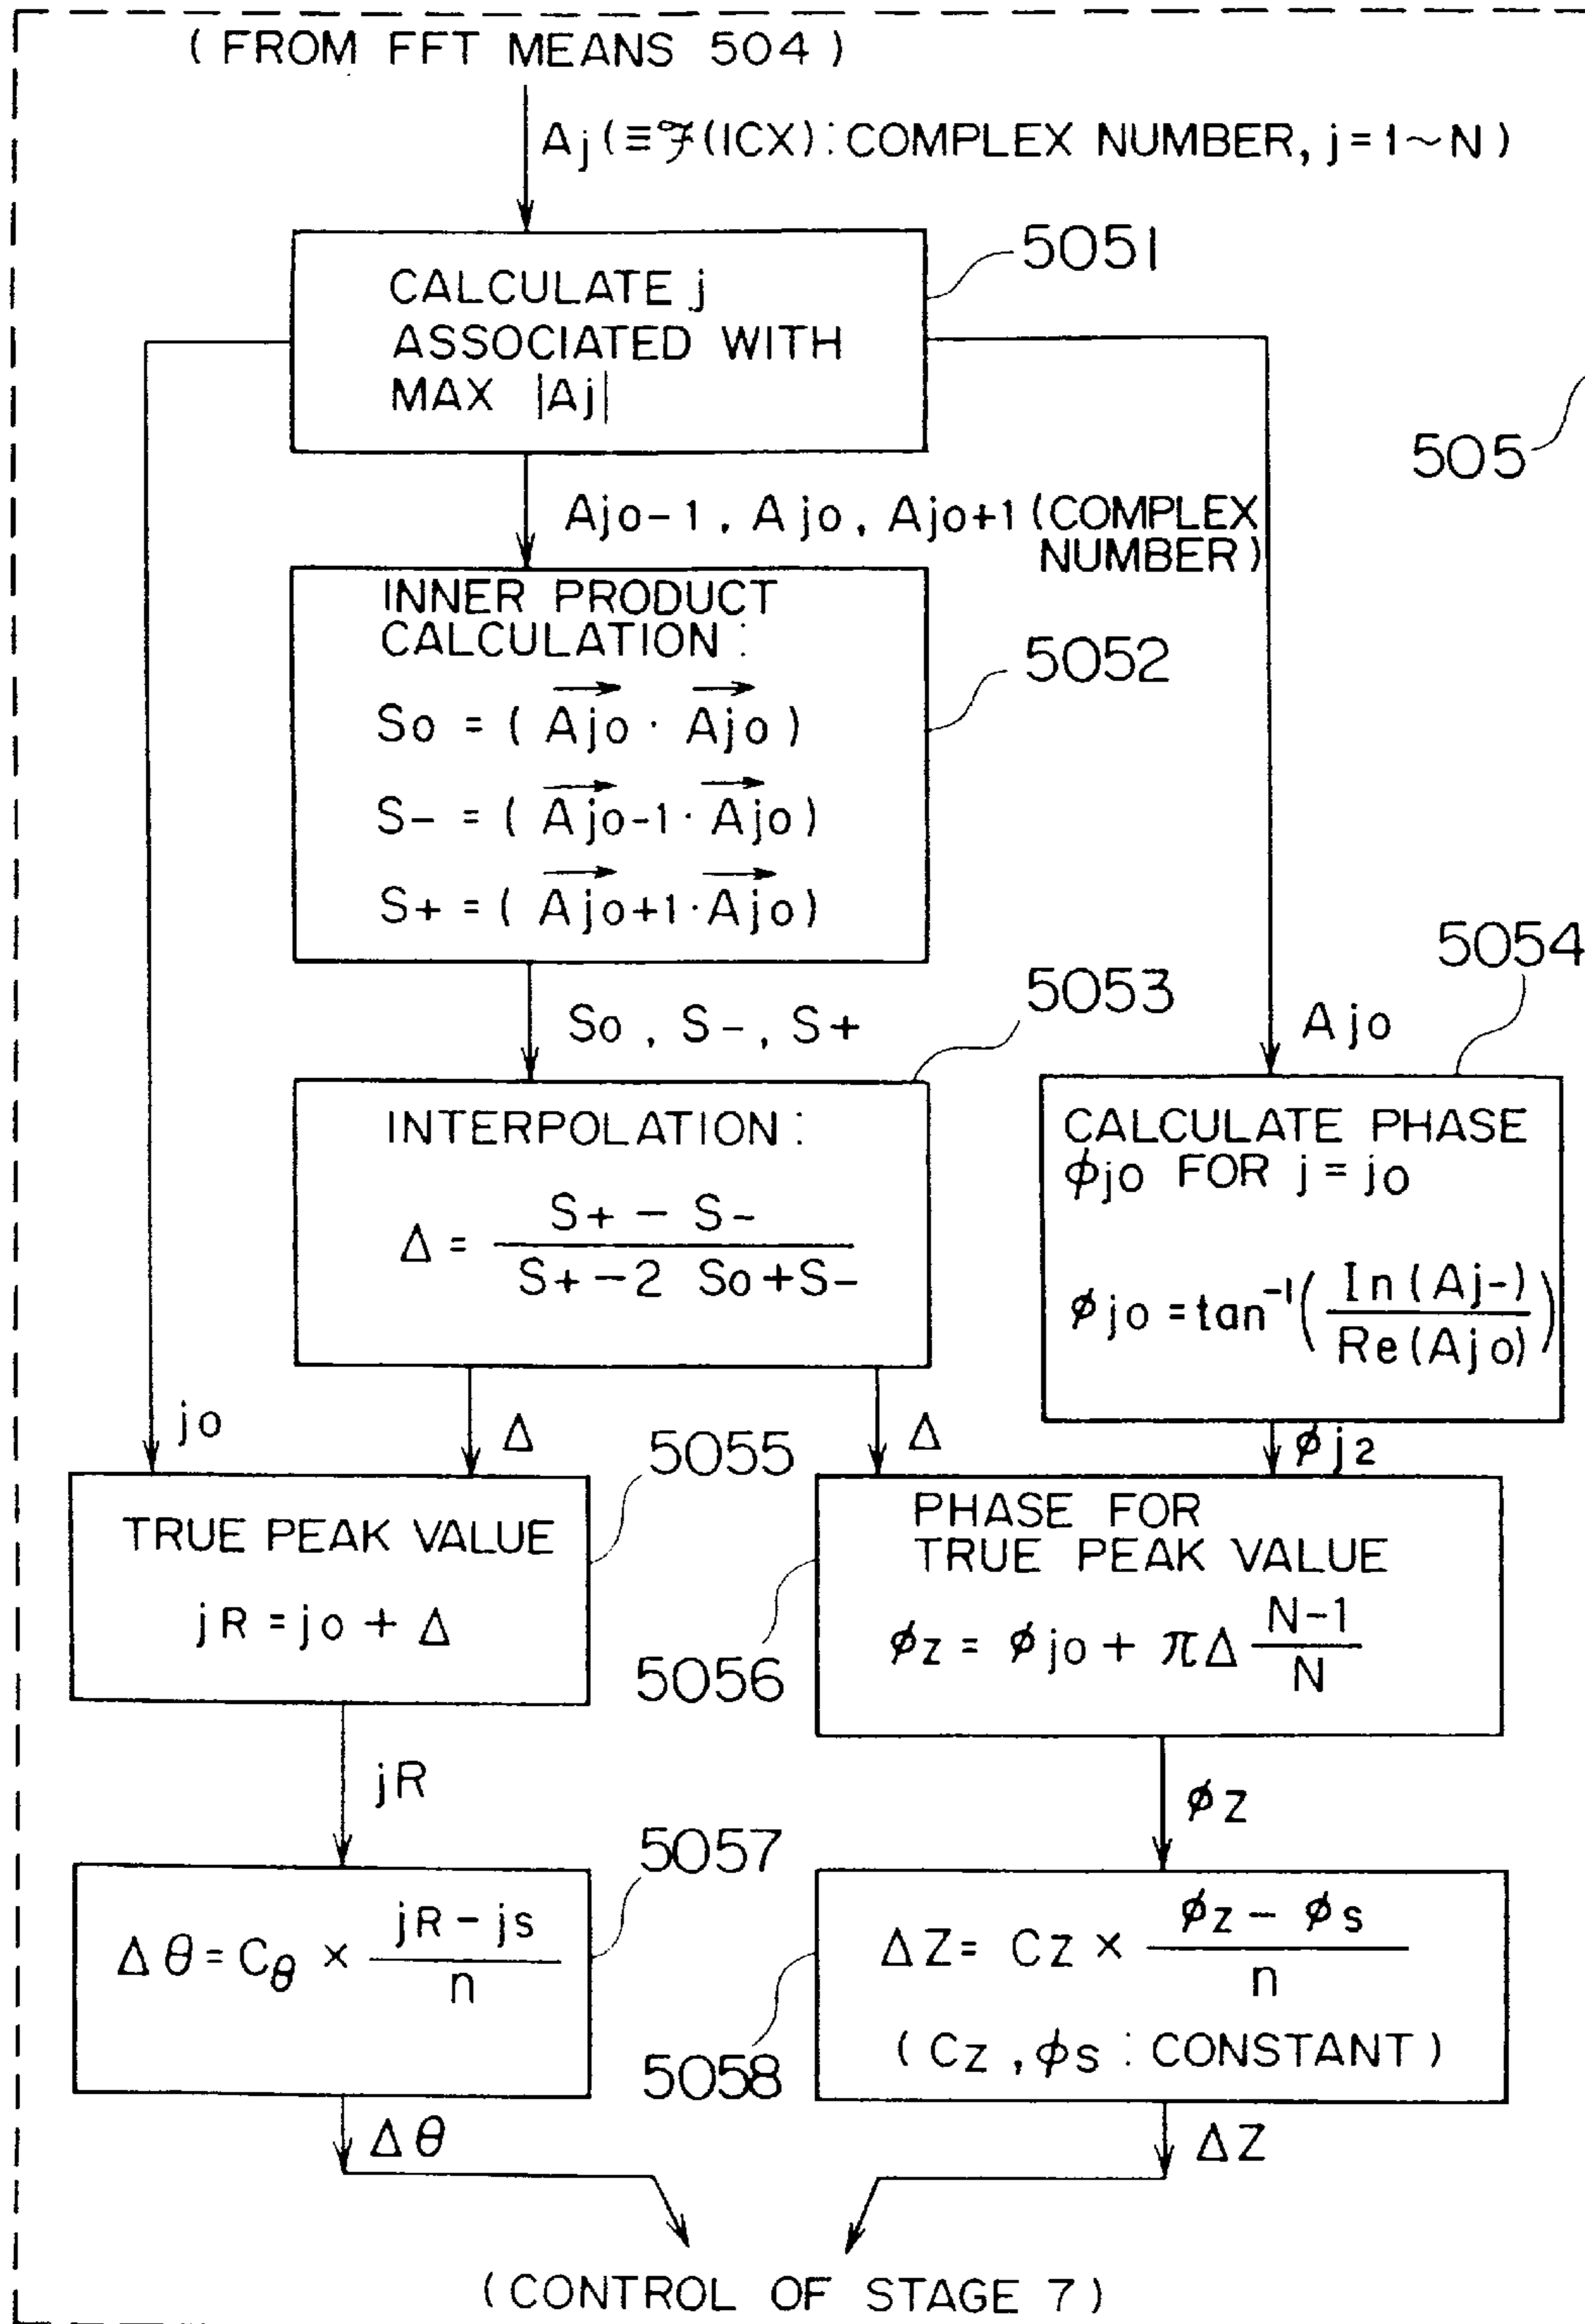 ( FROM FFT MEANS 504 )
Aj (≡ℱ(ICX) : COMPLEX NUMBER, j = 1~N )
5051
CALCULATE j
ASSOCIATED WITH
MAX |Aj|
505
Ajo-1, Ajo, Ajo+1 (COMPLEX
NUMBER)
INNER PRODUCT
CALCULATION :
So = ( Ajo · Ajo )
S- = ( Ajo-1 · Ajo )
S+ = ( Ajo+1 · Ajo )
5052
So , S- , S+
5053
Ajo
5054
INTERPOLATION :
Δ = S+ - S- / S+ -2 So + S-
CALCULATE PHASE
ϕjo FOR j = jo
ϕjo = tan⁻¹( In (Aj-) / Re (Ajo) )
jo
Δ
Δ
ϕj2
5055
TRUE PEAK VALUE
jR = jo + Δ
PHASE FOR
TRUE PEAK VALUE
ϕz = ϕjo + πΔ N-1 / N
5056
jR
ϕz
5057
Δθ = Cθ × jR - js / n
ΔZ = Cz × ϕz - ϕs / n
( Cz , ϕs : CONSTANT )
5058
Δθ
ΔZ
( CONTROL OF STAGE 7 )